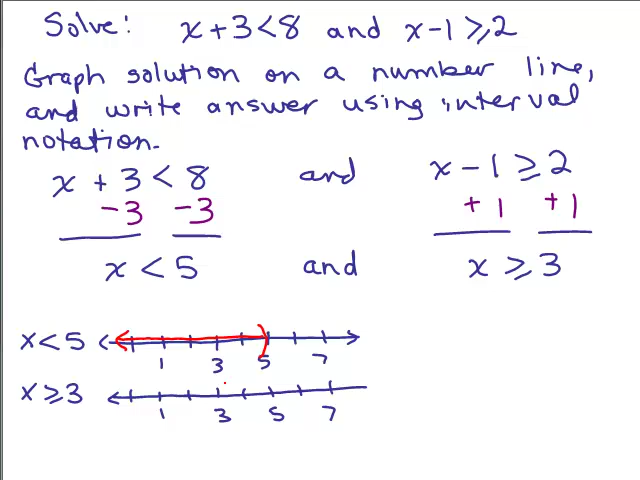 Solve: x + 3 < 8 and x - 1 ≥ 2
Graph solution on a number line,
and write answer using interval
notation.
x + 3 < 8 and x - 1 ≥ 2
-3 -3 +1 +1
x < 5 and x ≥ 3
x < 5 1 3 5 7
x ≥ 3 1 3 5 7